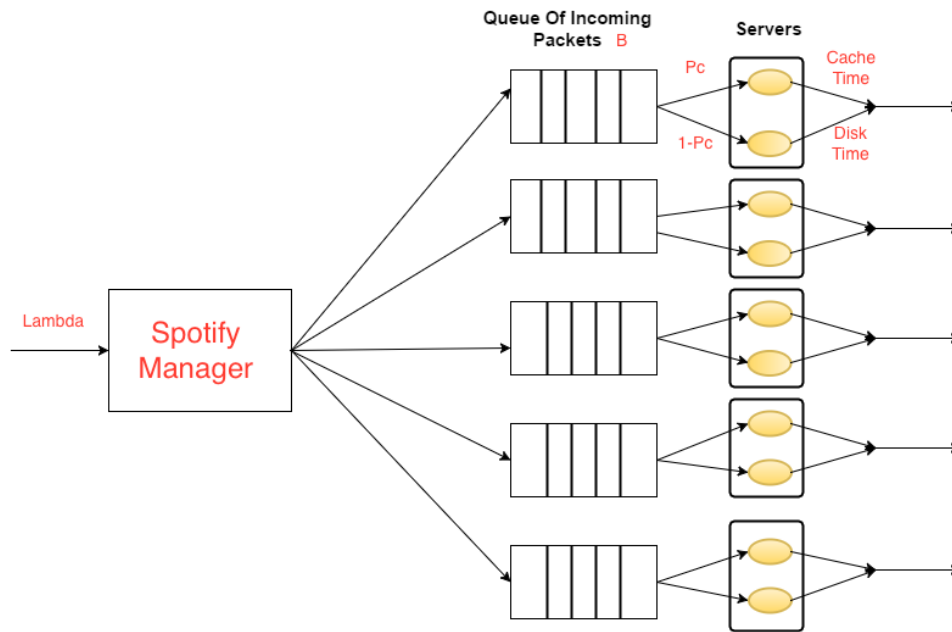 Queue Of Incoming
Packets B
Servers
Pc
Cache
Time
1-Pc
Disk
Time
Lambda
Spotify
Manager